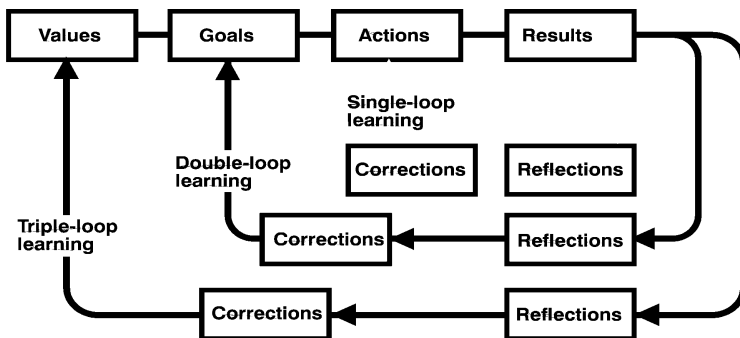 Values Goals Actions Results
Single-loop
learning
Corrections Reflections
Double-loop
learning
Corrections Reflections
Triple-loop
learning
Corrections Reflections